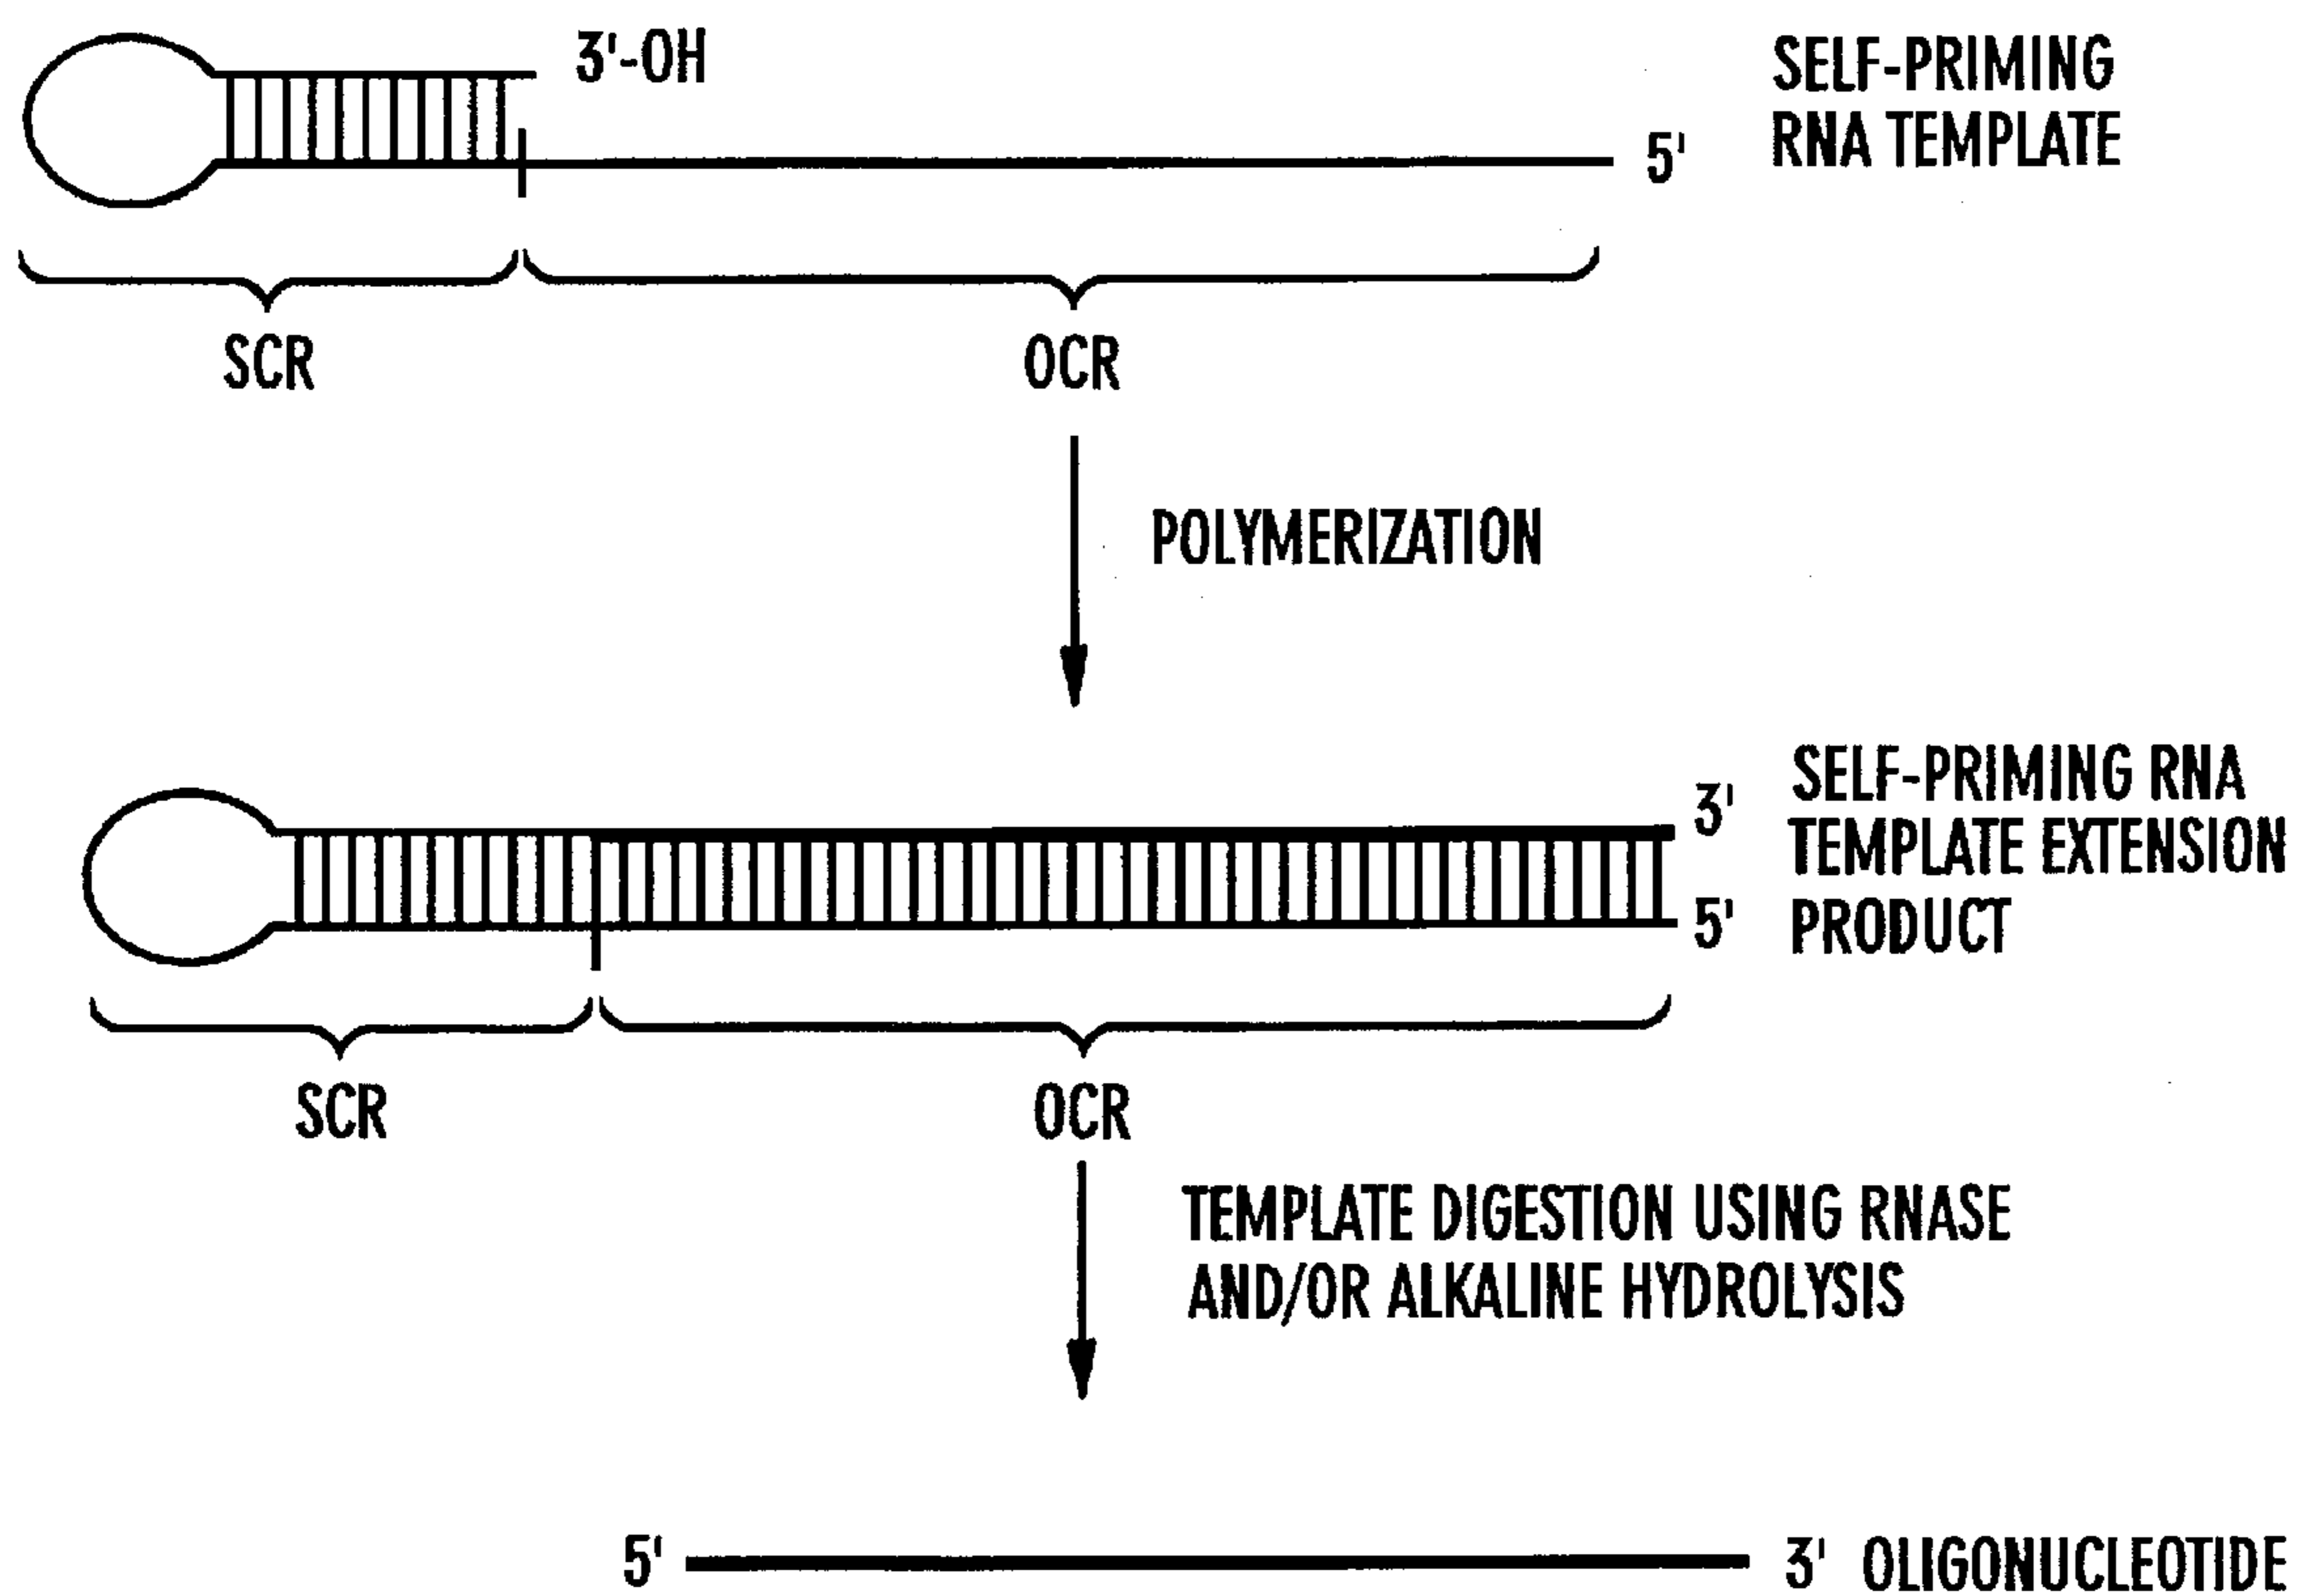 3'-OH
SELF-PRIMING
RNA TEMPLATE
5'
SCR
OCR
POLYMERIZATION
3'
SELF-PRIMING RNA
TEMPLATE EXTENSION
PRODUCT
5'
SCR
OCR
TEMPLATE DIGESTION USING RNASE
AND/OR ALKALINE HYDROLYSIS
5'
3' OLIGONUCLEOTIDE